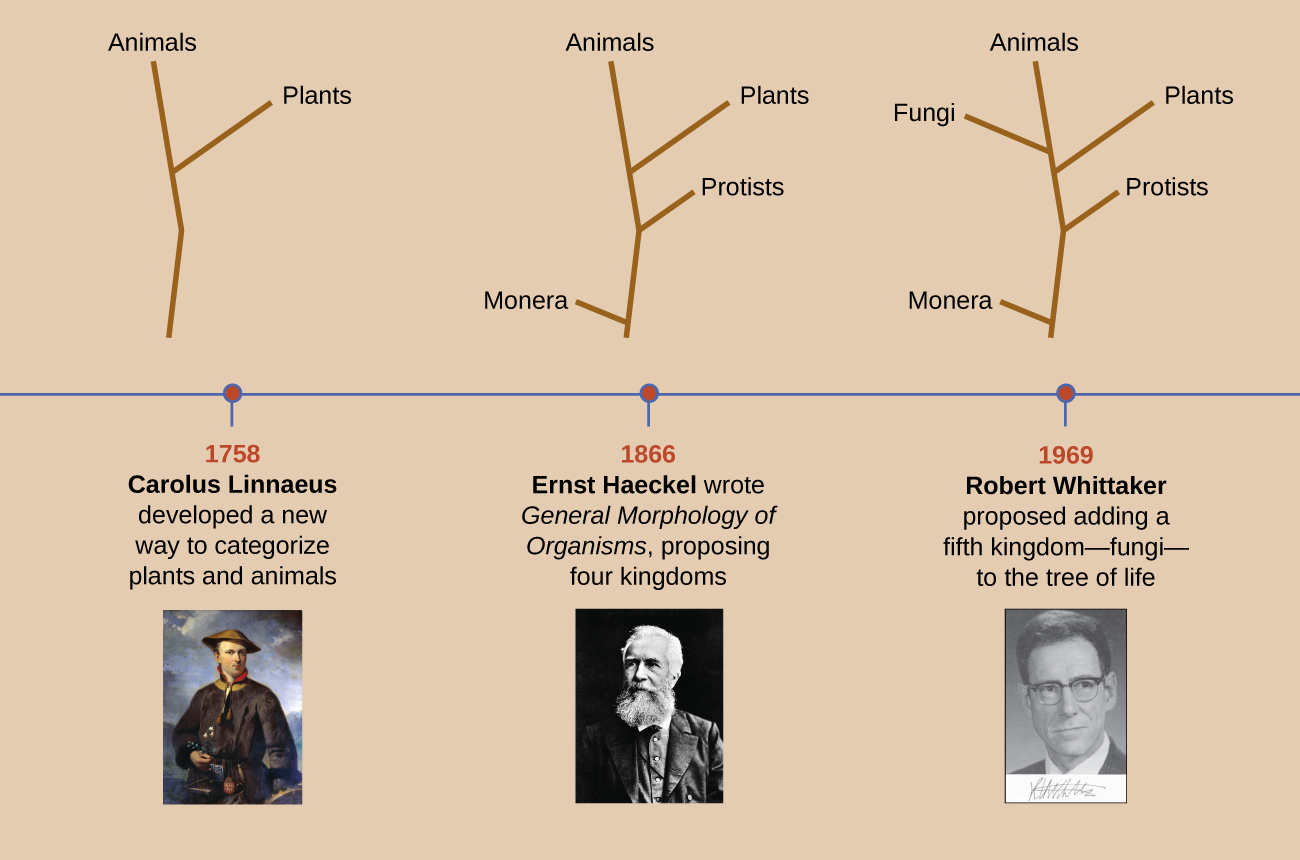 Animals
Plants
Animals
Plants
Protists
Monera
Animals
Fungi
Plants
Protists
Monera
1758
Carolus Linnaeus
developed a new
way to categorize
plants and animals
1866
Ernst Haeckel wrote
General Morphology of
Organisms, proposing
four kingdoms
1969
Robert Whittaker
proposed adding a
fifth kingdom—fungi—
to the tree of life